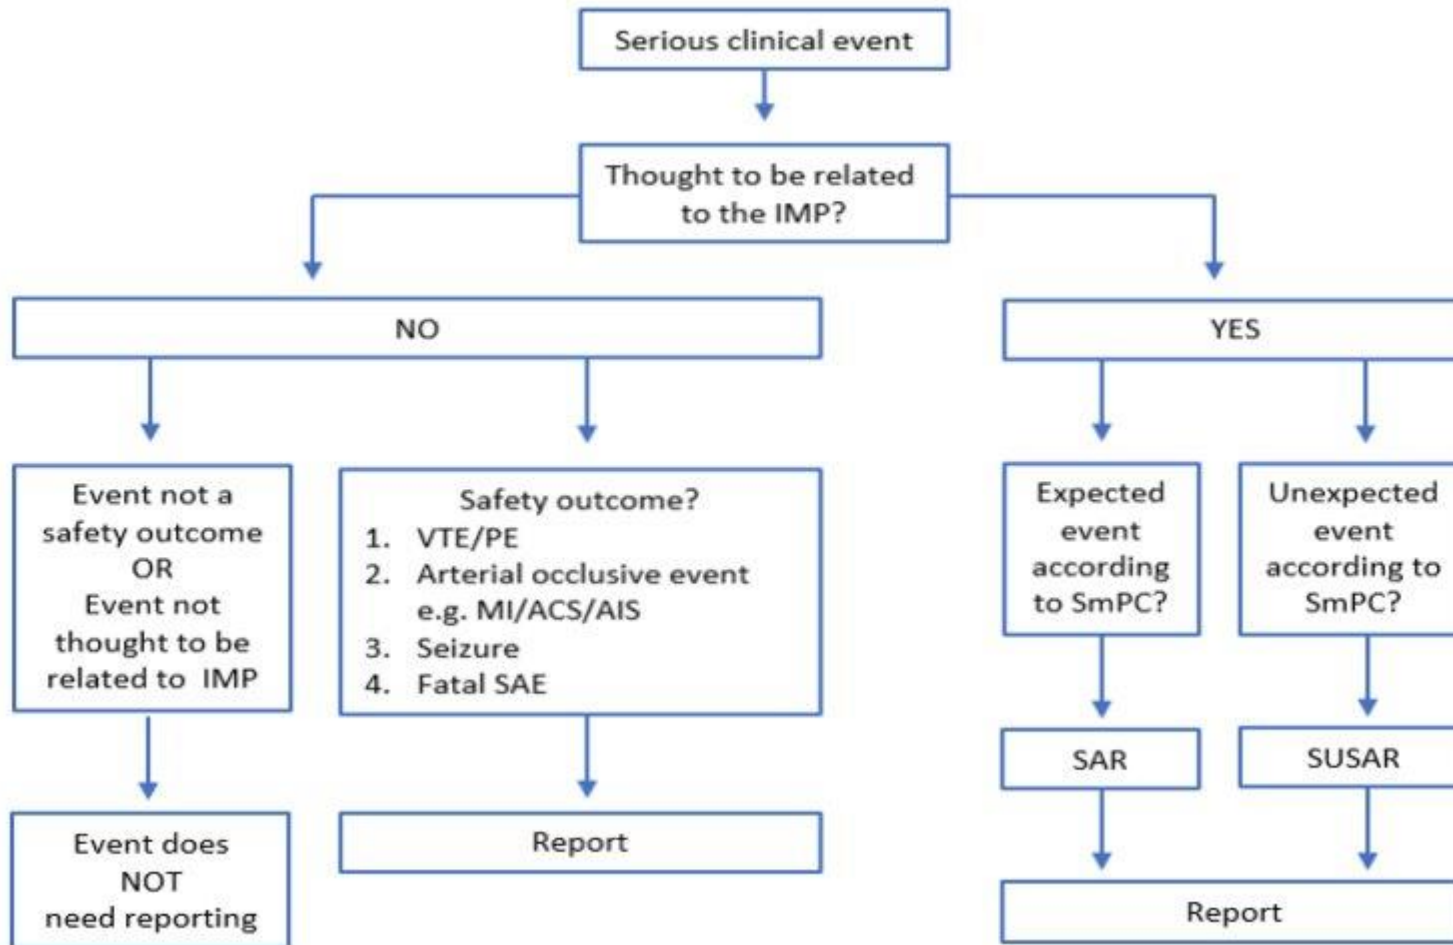 Serious clinical event
Thought to be related
to the IMP?
NO
YES
Event not a
safety outcome
OR
Event not
thought to be
related to IMP
Safety outcome?
1. VTE/PE
2. Arterial occlusive event
e.g. MI/ACS/AIS
3. Seizure
4. Fatal SAE
Expected
event
according
to SmPC?
Unexpected
event
according to
SmPC?
SAR
SUSAR
Event does
NOT
need reporting
Report
Report